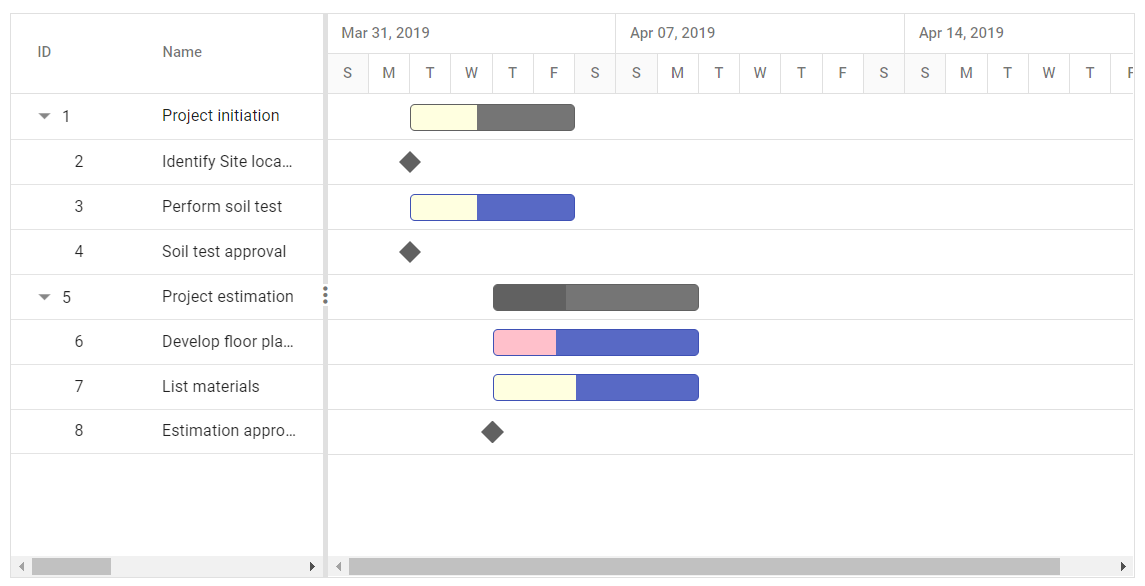 ID Name
Mar 31, 2019 Apr 07, 2019 Apr 14, 2019
S M T W T F S S M T W T F S S M T W T F
1 Project initiation
2 Identify Site loca...
3 Perform soil test
4 Soil test approval
5 Project estimation
6 Develop floor pla...
7 List materials
8 Estimation appro...